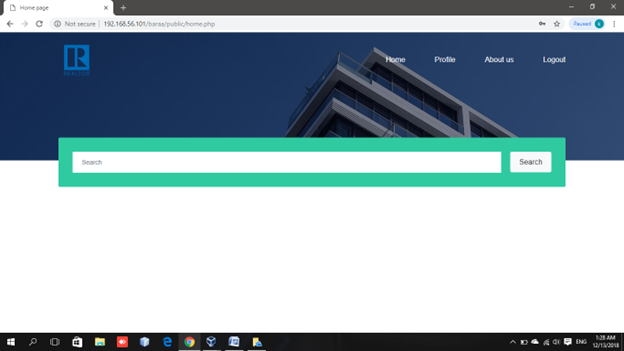 Home page
Not secure | 192.168.56.101/barsa/public/home.php
Paused
REALTOR
Home Profile About us Logout
Search Search
ENG
1:28 AM
12/13/2018